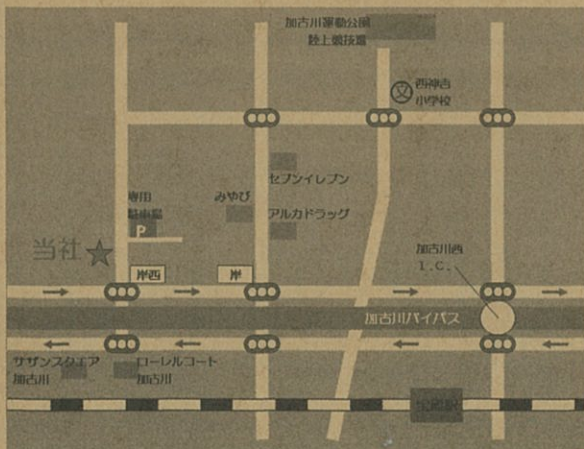 加古川運動公園
陸上競技場
西神吉
小学校
セブンイレブン
専用
駐車場
みやび
アルカドラッグ
P
当社
加古川西
I.C.
岸西
岸
加古川バイパス
サザンスクエア
加古川
ローレルコート
加古川